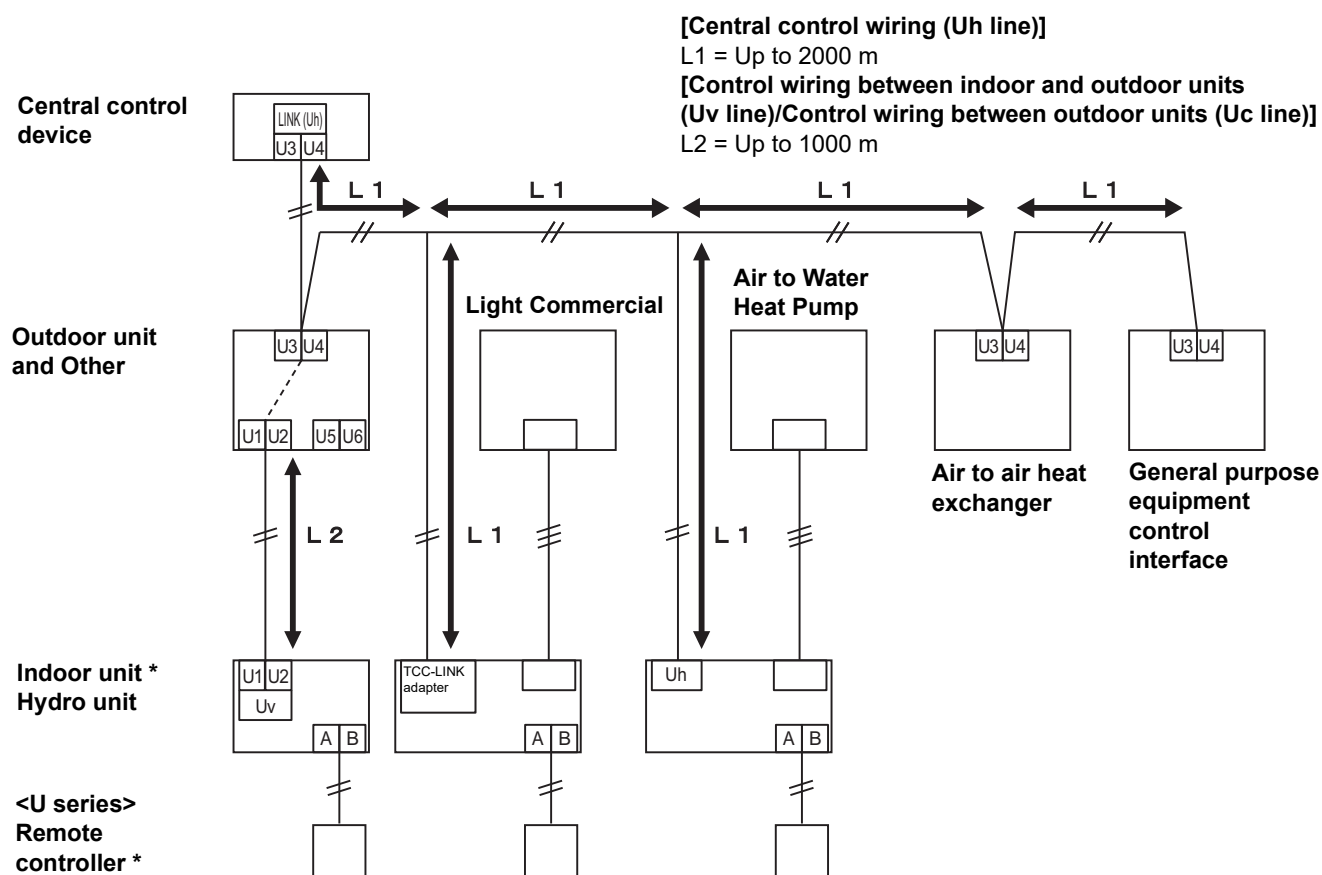 [Central control wiring (Uh line)]
L1 = Up to 2000 m
[Control wiring between indoor and outdoor units
(Uv line)/Control wiring between outdoor units (Uc line)]
L2 = Up to 1000 m
Central control
device
LINK (Uh)
U3 U4
L 1
L 1
L 1
L 1
Light Commercial
Air to Water
Heat Pump
Outdoor unit
and Other
U3 U4
U3 U4
U3 U4
U1 U2
U5 U6
Air to air heat
exchanger
General purpose
equipment
control
interface
L 2
L 1
L 1
Indoor unit *
Hydro unit
U1 U2
Uv
TCC-LINK
adapter
Uh
A B
A B
A B
<U series>
Remote
controller *